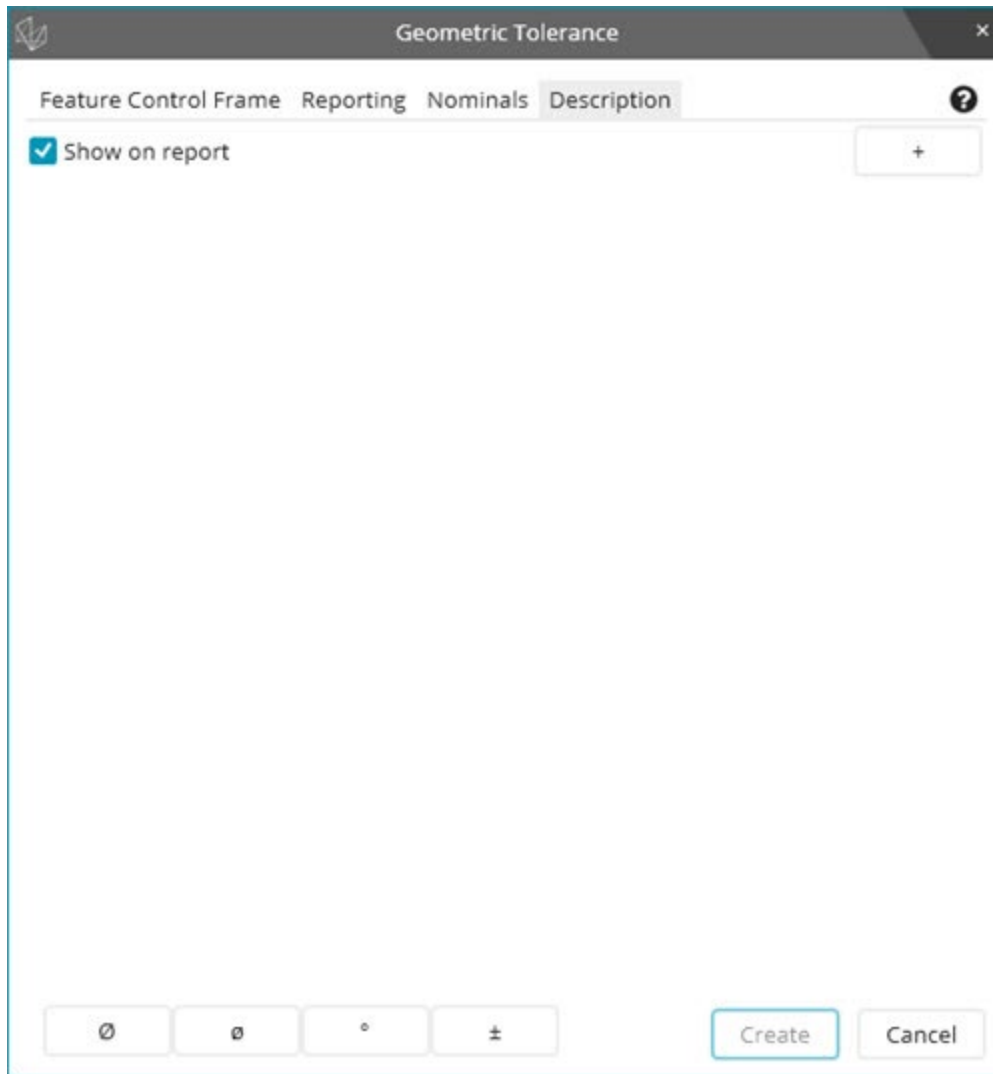 Geometric Tolerance ×
Feature Control Frame Reporting Nominals Description ?
Show on report +
Ø ø ° ± Create Cancel